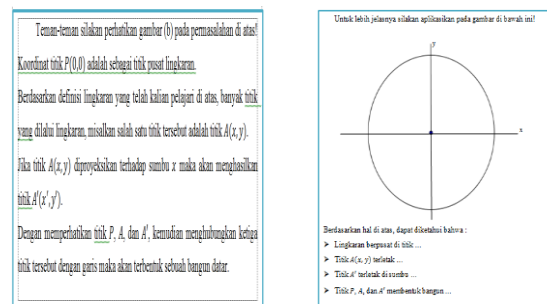 Teman-teman silakan perhatikan gambar (b) pada permasalahan di atas!
Koordinat titik P(0,0) adalah sebagai titik pusat lingkaran.
Berdasarkan definisi lingkaran yang telah kalian pelajari di atas, banyak titik
yang dilalui lingkaran, misalkan salah satu titik tersebut adalah titik A(x, y).
Jika titik A(x, y) diproyeksikan terhadap sumbu x maka akan menghasilkan
titik A'(x', y').
Dengan memperhatikan titik P, A, dan A', kemudian menghubungkan ketiga
titik tersebut dengan garis maka akan terbentuk sebuah bangun datar.
Untuk lebih jelasnya silakan aplikasikan pada gambar di bawah ini!
y
x
Berdasarkan hal di atas, dapat diketahui bahwa :
➤ Lingkaran berpusat di titik ...
➤ Titik A(x, y) terletak ...
➤ Titik A' terletak di sumbu ...
➤ Titik P, A, dan A' membentuk bangun ...